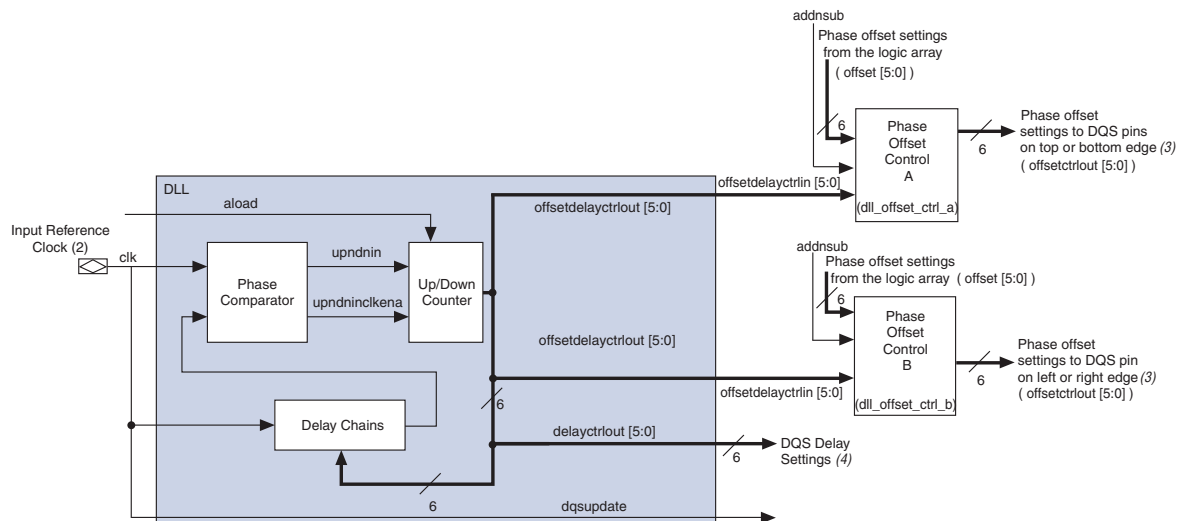 addnsub
Phase offset settings
from the logic array
( offset [5:0] )
6
Phase
Offset
Control
A
(dll_offset_ctrl_a)
6
Phase offset
settings to DQS pins
on top or bottom edge (3)
( offsetctrlout [5:0] )
DLL
aload
offsetdelayctrlout [5:0]
offsetdelayctrlin [5:0]
Input Reference
Clock (2)
clk
Phase
Comparator
upndnin
upndninclkena
Up/Down
Counter
addnsub
Phase offset settings
from the logic array ( offset [5:0] )
6
Phase
Offset
Control
B
(dll_offset_ctrl_b)
6
Phase offset
settings to DQS pin
on left or right edge (3)
( offsetctrlout [5:0] )
offsetdelayctrlout [5:0]
offsetdelayctrlin [5:0]
6
Delay Chains
delayctrlout [5:0]
6
DQS Delay
Settings (4)
6
dqsupdate